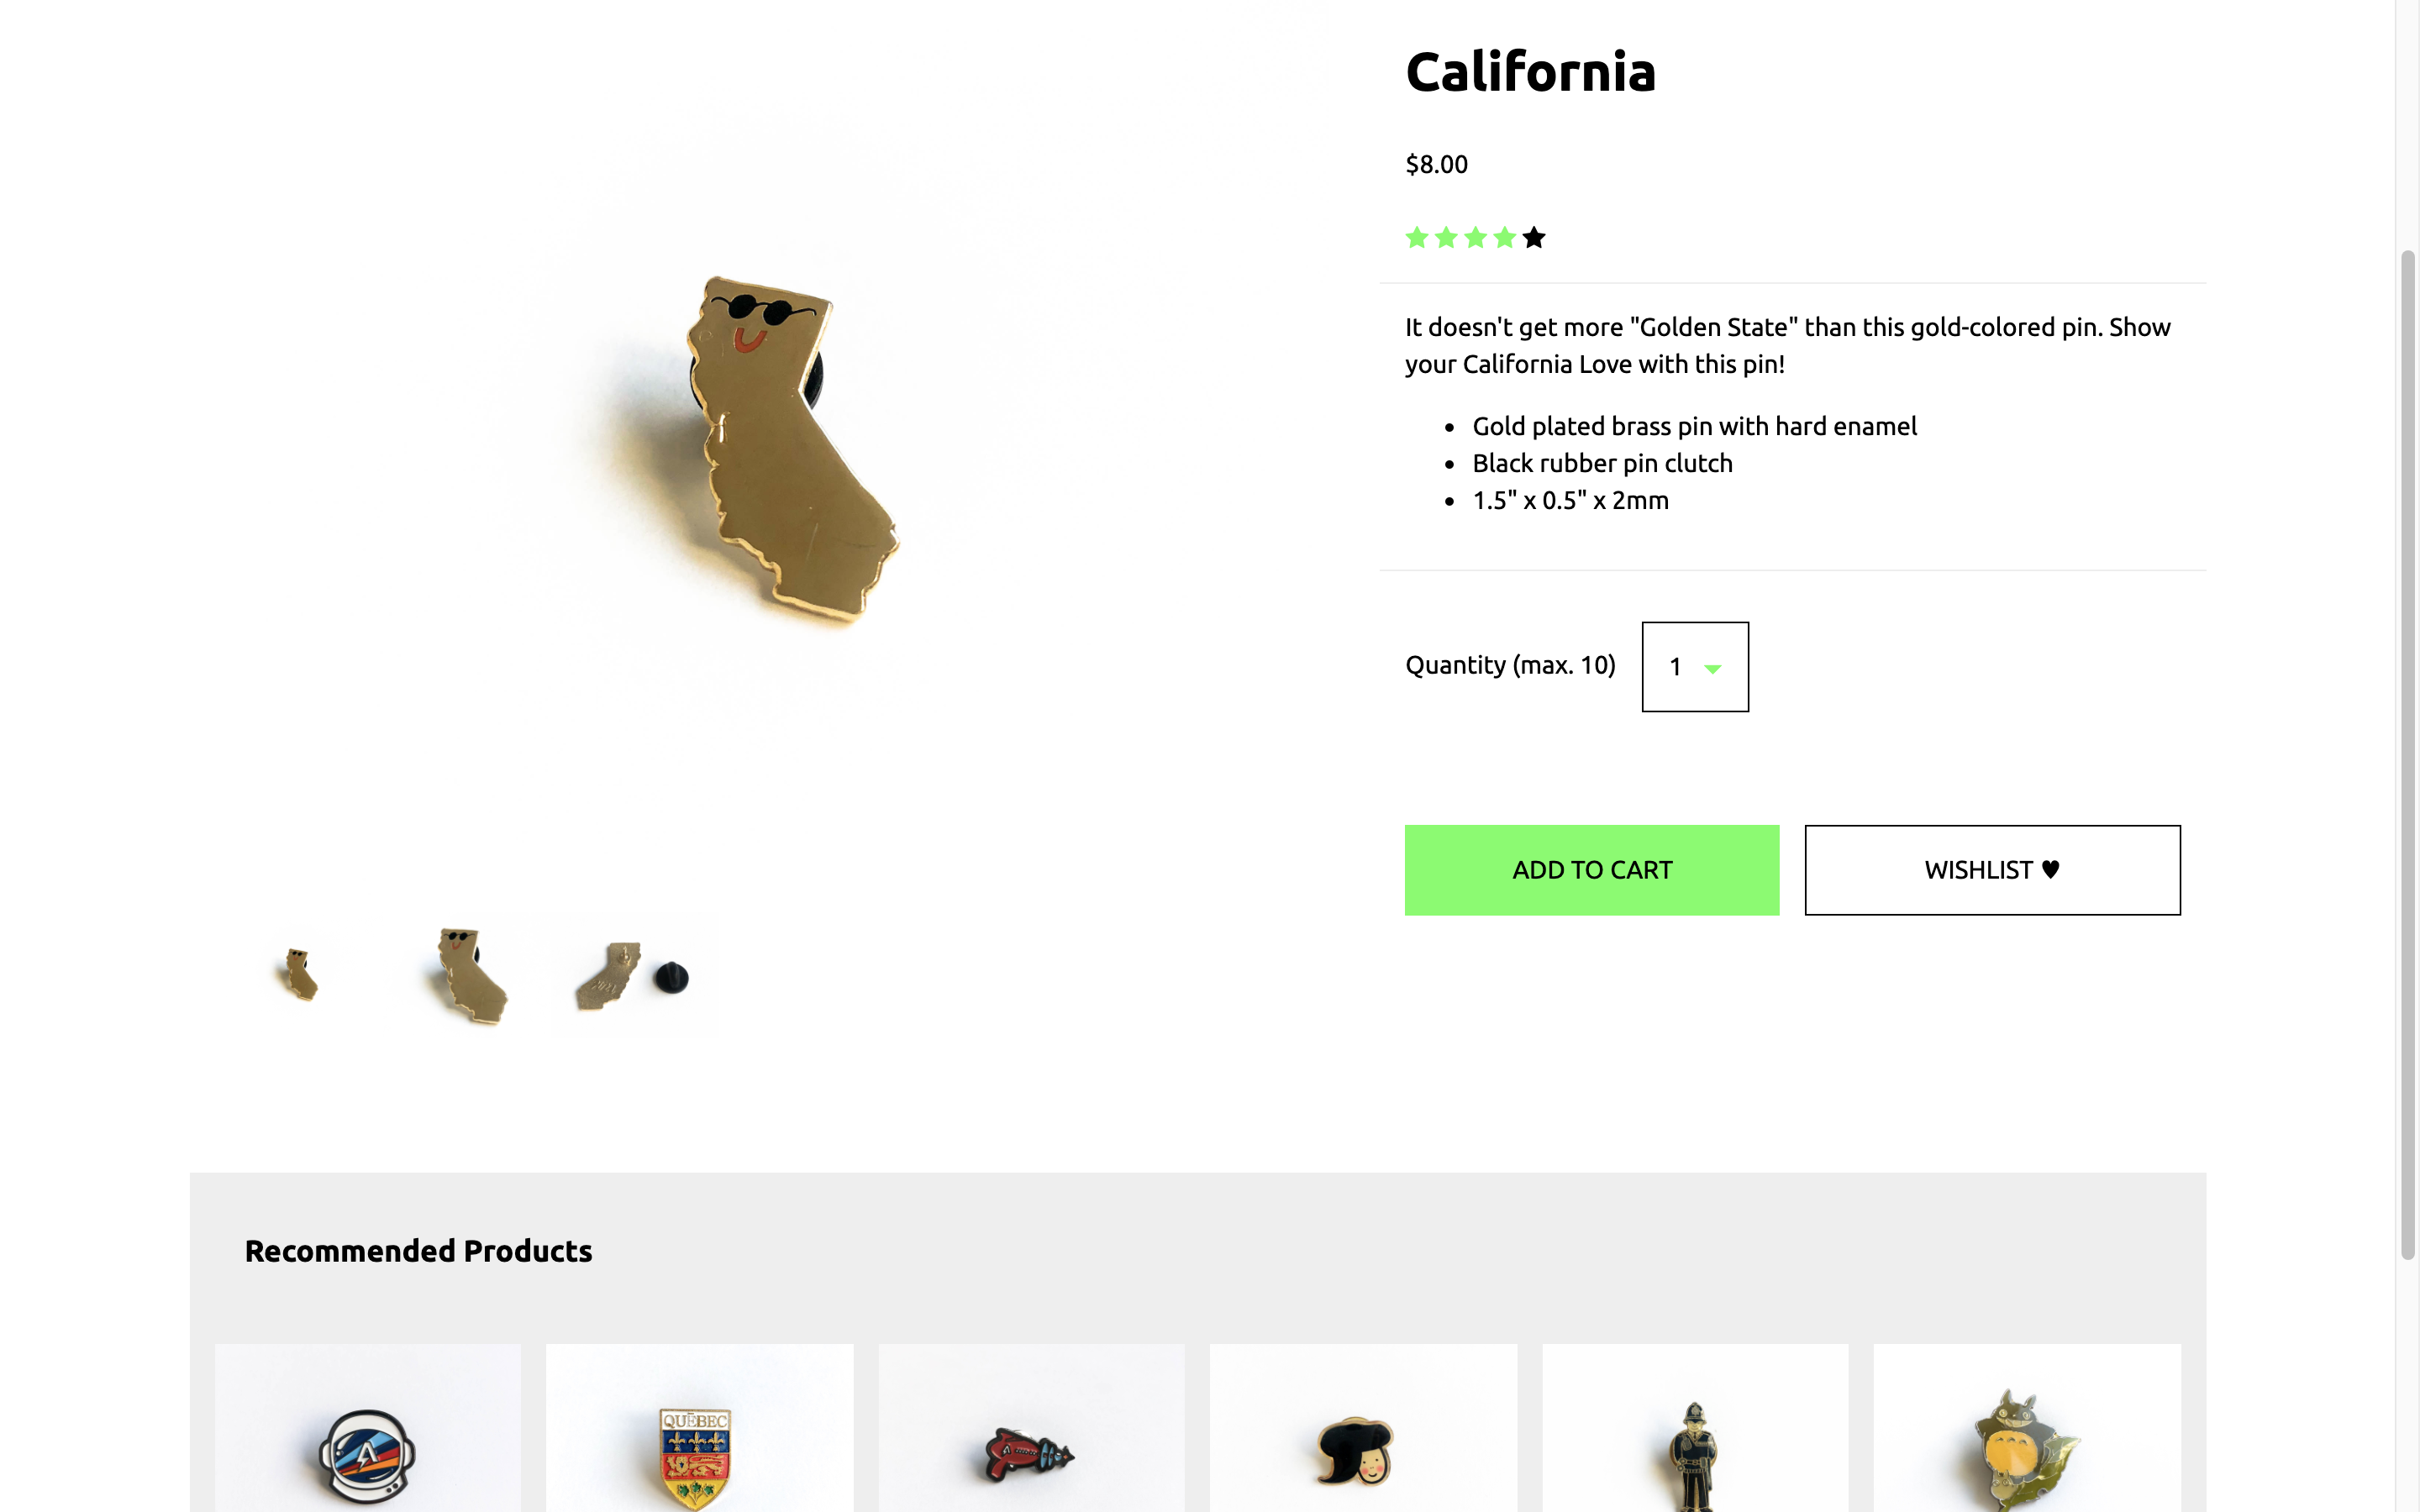 California
$8.00
It doesn't get more "Golden State" than this gold-colored pin. Show
your California Love with this pin!
Gold plated brass pin with hard enamel
Black rubber pin clutch
1.5" x 0.5" x 2mm
Quantity (max. 10)
1
ADD TO CART
WISHLIST ♥
Recommended Products
A
QUÉBEC
A